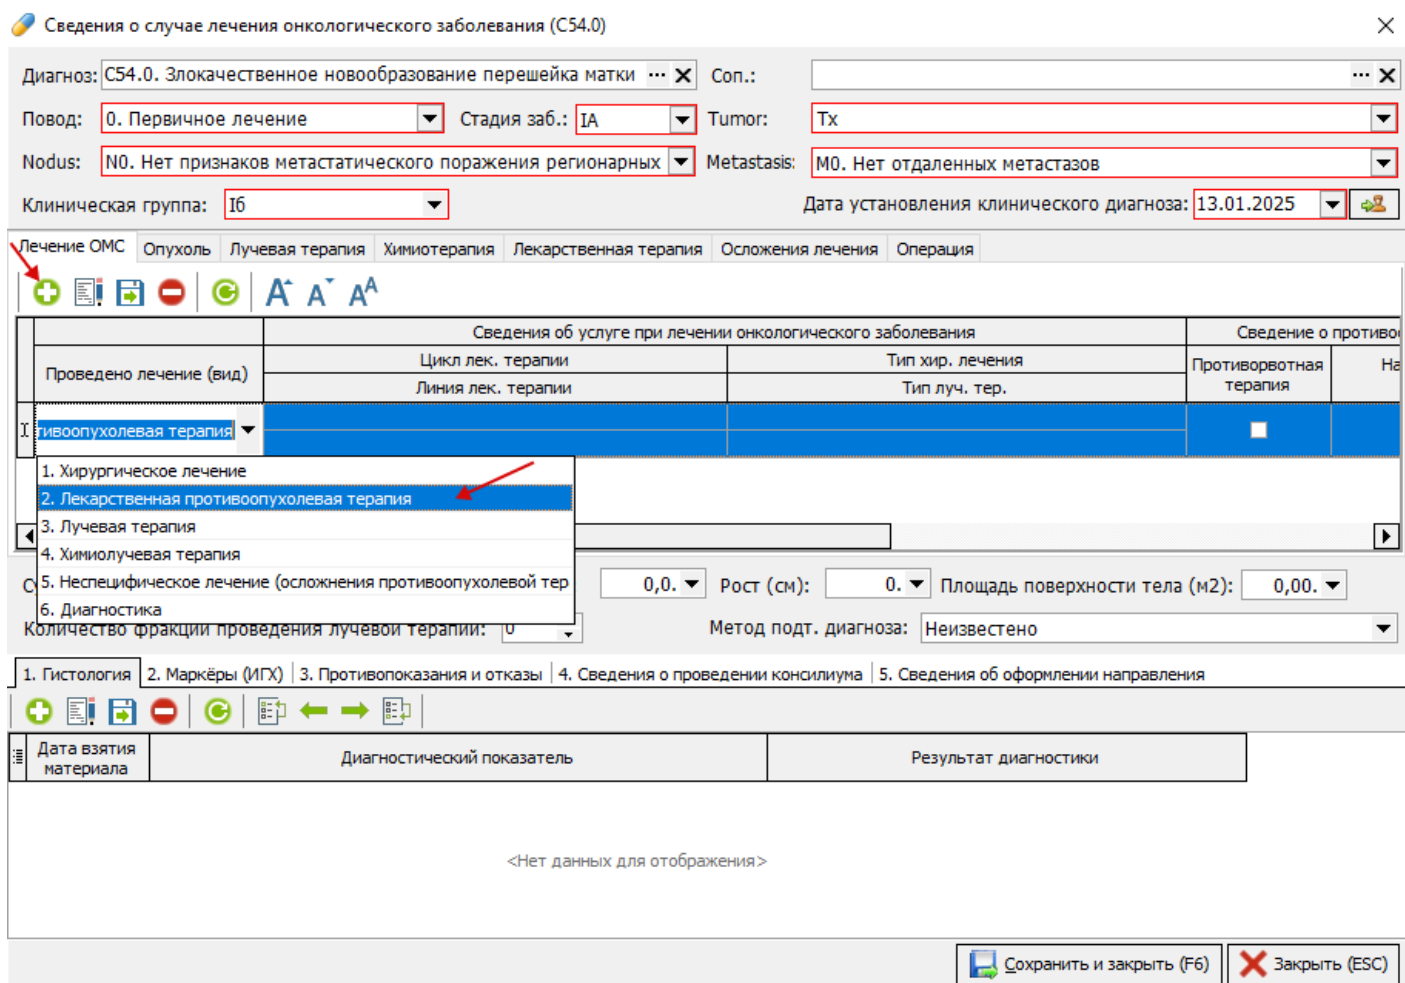 Сведения о случае лечения онкологического заболевания (C54.0)
Диагноз: C54.0. Злокачественное новообразование перешейка матки ... Соп.: ...
Повод: 0. Первичное лечение Стадия заб.: IA Tumor: Tx
Nodus: N0. Нет признаков метастатического поражения регионарных Metastasis: M0. Нет отдаленных метастазов
Клиническая группа: Iб Дата установления клинического диагноза: 13.01.2025
Лечение ОМС Опухоль Лучевая терапия Химиотерапия Лекарственная терапия Осложения лечения Операция
Сведения об услуге при лечении онкологического заболевания Сведение о противо
Проведено лечение (вид) Цикл лек. терапии Тип хир. лечения Противорвотная терапия На
Линия лек. терапии Тип луч. тер.
тивоопухолевая терапия
1. Хирургическое лечение
2. Лекарственная противоопухолевая терапия
3. Лучевая терапия
4. Химиолучевая терапия
5. Неспецифическое лечение (осложнения противоопухолевой тер
6. Диагностика
0,0. Рост (см): 0. Площадь поверхности тела (м2): 0,00.
Количество фракций проведения лучевой терапии: 0 Метод подт. диагноза: Неизвестено
1. Гистология 2. Маркёры (ИГХ) 3. Противопоказания и отказы 4. Сведения о проведении консилиума 5. Сведения об оформлении направления
Дата взятия материала Диагностический показатель Результат диагностики
<Нет данных для отображения>
Сохранить и закрыть (F6) Закрыть (ESC)